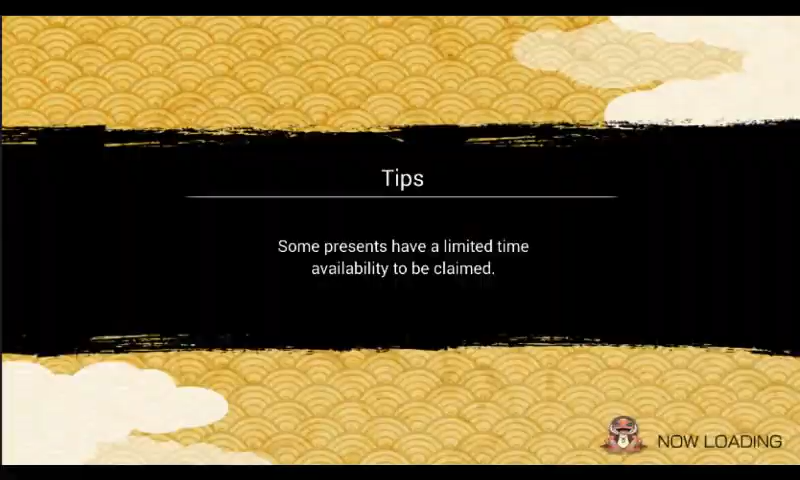 Tips
Some presents have a limited time
availability to be claimed.
NOW LOADING